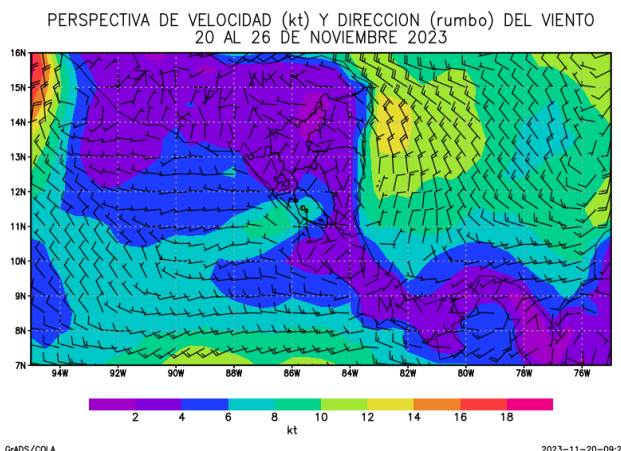 PERSPECTIVA DE VELOCIDAD (kt) Y DIRECCION (rumbo) DEL VIENTO
20 AL 26 DE NOVIEMBRE 2023
16N
15N
14N
13N
12N
11N
10N
9N
8N
7N
94W 92W 90W 88W 86W 84W 82W 80W 78W 76W
2 4 6 8 10 12 14 16 18
kt
GrADS/COLA